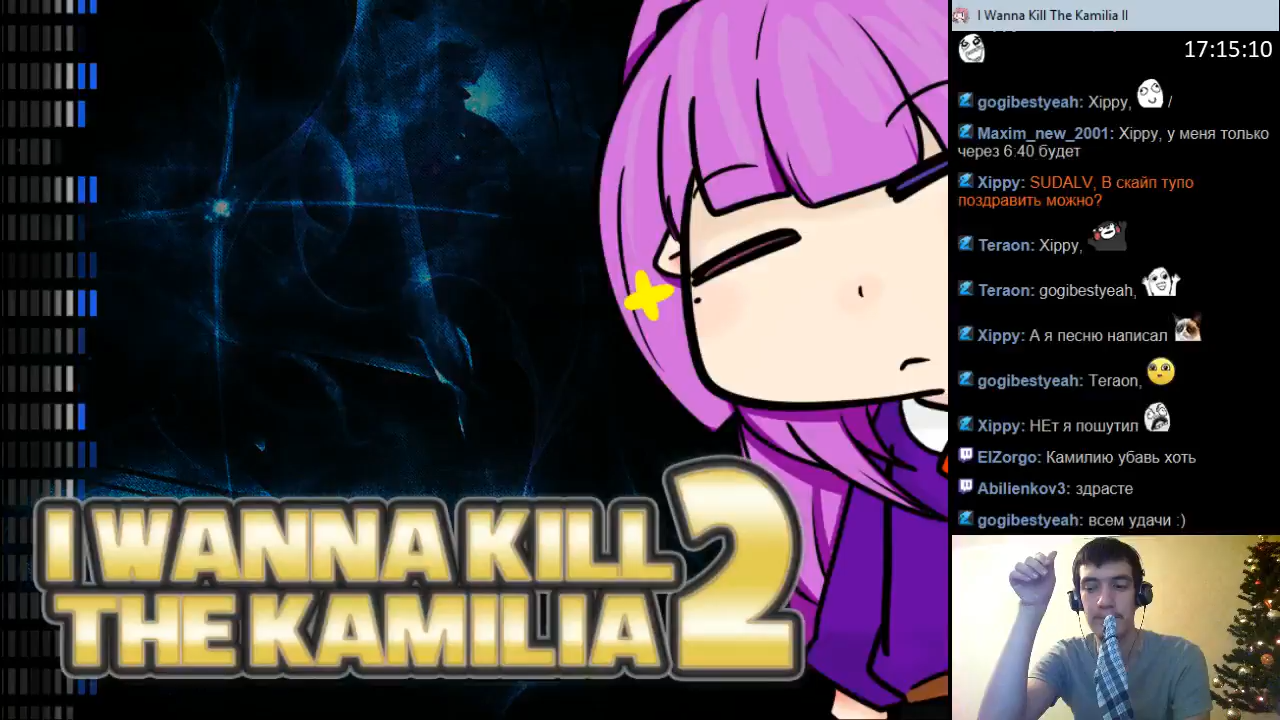 I Wanna Kill The Kamilia II
17:15:10
gogibestyeah: Xippy, /
Maxim_new_2001: Xippy, у меня только
через 6:40 будет
Xippy: SUDALV, В скайп тупо
поздравить можно?
Teraon: Xippy,
Teraon: gogibestyeah,
Xippy: А я песню написал
gogibestyeah: Teraon,
Xippy: НЕт я пошутил
ElZorgo: Камилию убавь хоть
Abilienkov3: здрасте
gogibestyeah: всем удачи :)
I WANNA KILL
THE KAMILIA 2